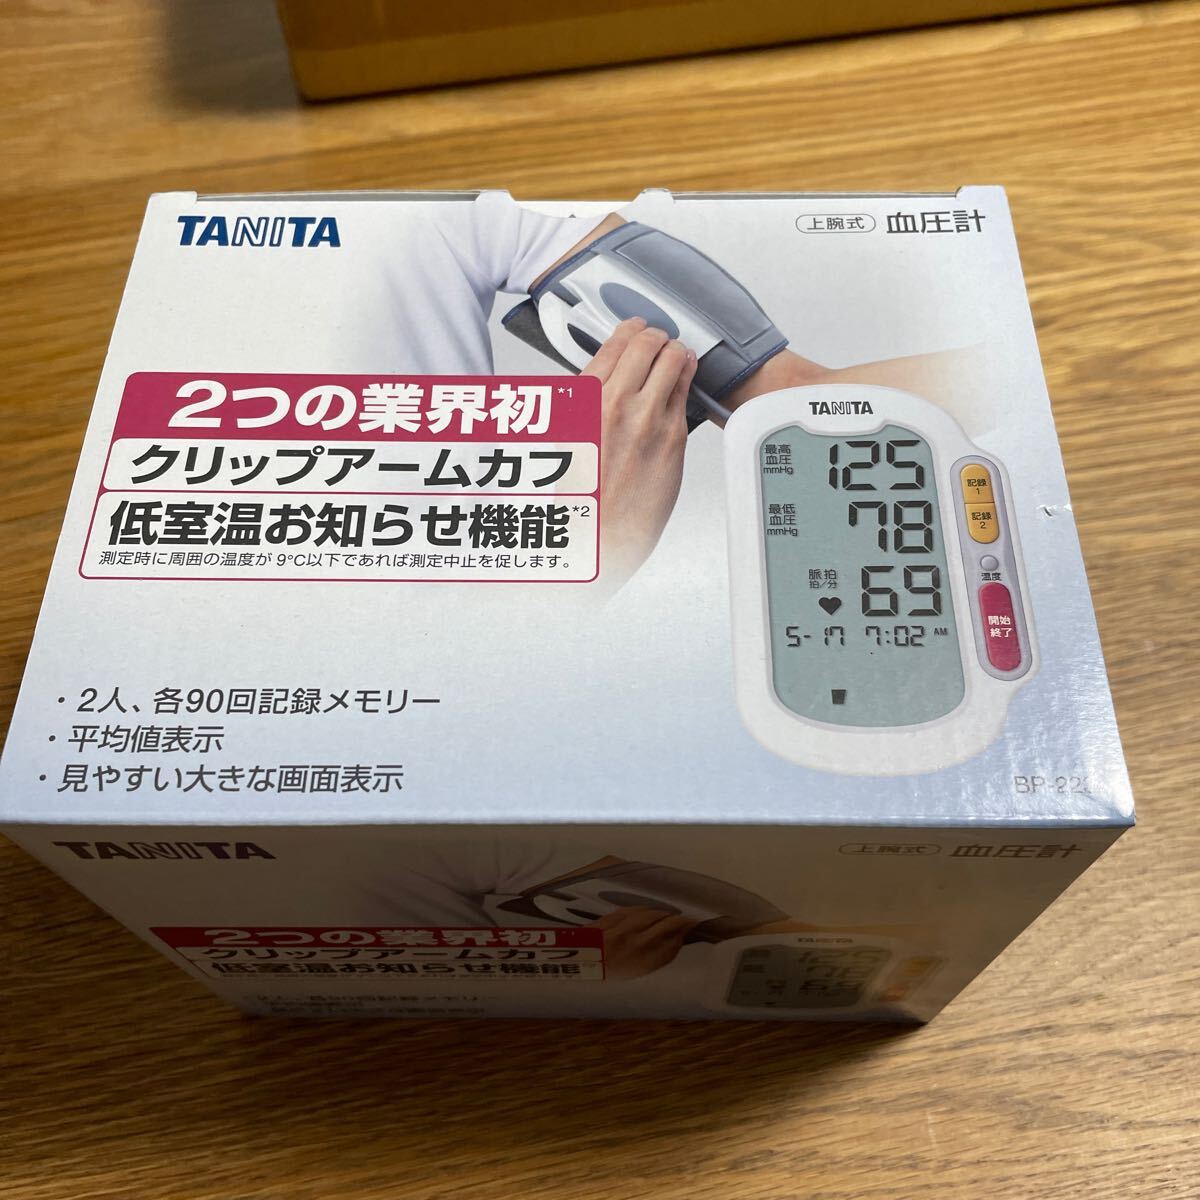 TANITA
上腕式 血圧計
2つの業界初*1
クリップアームカフ
低室温お知らせ機能*2
測定時に周囲の温度が9℃以下であれば測定中止を促します。
・2人、各90回記録メモリー
・平均値表示
・見やすい大きな画面表示
TANITA
最高血圧 mmHg 125
最低血圧 mmHg 78
脈拍 拍/分 69
5-17 7:02 AM
記録1
記録2
温度
開始
終了
TANITA
上腕式 血圧計
2つの業界初
クリップアームカフ
低室温お知らせ機能
TANITA